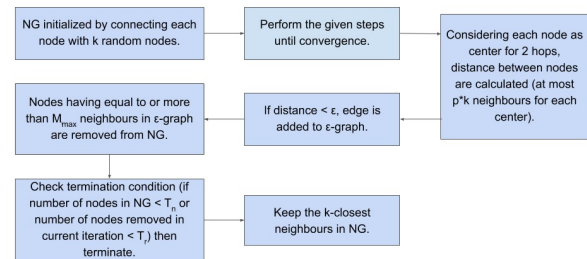 NG initialized by connecting each
node with k random nodes.
Perform the given steps
until convergence.
Considering each node as
center for 2 hops,
distance between nodes
are calculated (at most
p*k neighbours for each
center).
If distance < ε, edge is
added to ε-graph.
Nodes having equal to or more
than Mmax neighbours in ε-graph
are removed from NG.
Check termination condition (if
number of nodes in NG < Tn or
number of nodes removed in
current iteration < Tr) then
terminate.
Keep the k-closest
neighbours in NG.